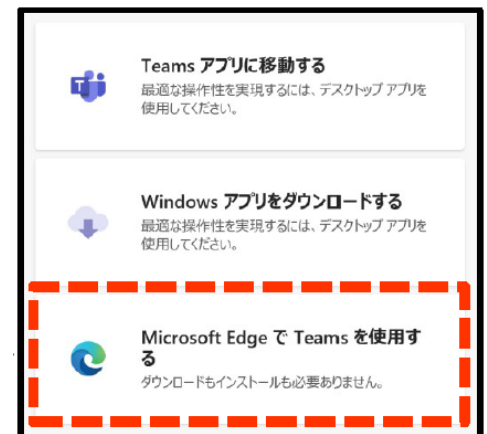 Teams アプリに移動する
最適な操作性を実現するには、デスクトップ アプリを
使用してください。
Windows アプリをダウンロードする
最適な操作性を実現するには、デスクトップ アプリを
使用してください。
Microsoft Edge で Teams を使用す
る
ダウンロードもインストールも必要ありません。